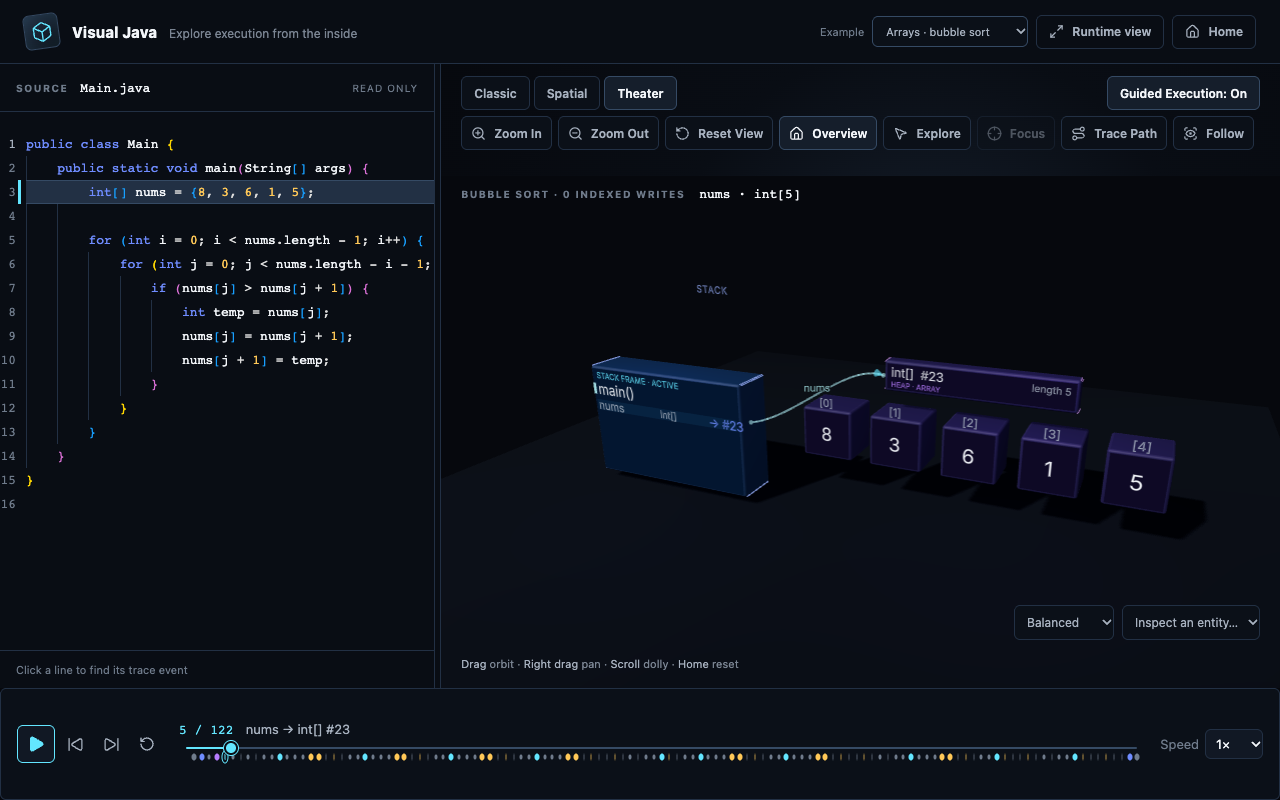 Visual Java Explore execution from the inside
Example Arrays · bubble sort Runtime view Home
SOURCE Main.java READ ONLY
1 public class Main {
2 public static void main(String[] args) {
3 int[] nums = {8, 3, 6, 1, 5};
4
5 for (int i = 0; i < nums.length - 1; i++) {
6 for (int j = 0; j < nums.length - i - 1;
7 if (nums[j] > nums[j + 1]) {
8 int temp = nums[j];
9 nums[j] = nums[j + 1];
10 nums[j + 1] = temp;
11 }
12 }
13 }
14 }
15 }
16
Click a line to find its trace event
Classic Spatial Theater Guided Execution: On
Zoom In Zoom Out Reset View Overview Explore Focus Trace Path Follow
BUBBLE SORT · 0 INDEXED WRITES nums · int[5]
STACK
STACK FRAME · ACTIVE
main()
nums int[] → #23
nums
int[] #23 length 5
HEAP · ARRAY
[0] [1] [2] [3] [4]
8 3 6 1 5
Balanced Inspect an entity...
Drag orbit · Right drag pan · Scroll dolly · Home reset
5 / 122 nums → int[] #23
Speed 1×